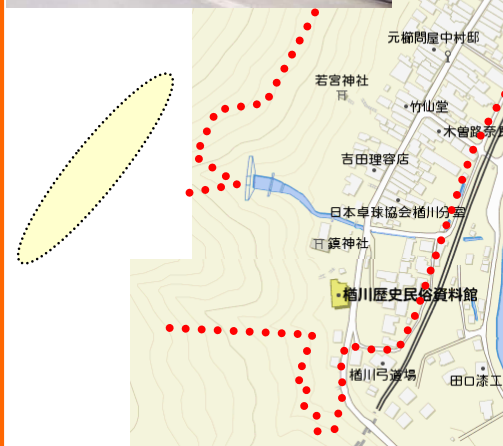 元櫛問屋中村邸
若宮神社
竹仙堂
木曽路奈良
吉田理容店
日本卓球協会楢川分室
鎮神社
楢川歴史民俗資料館
楢川弓道場
田口漆工